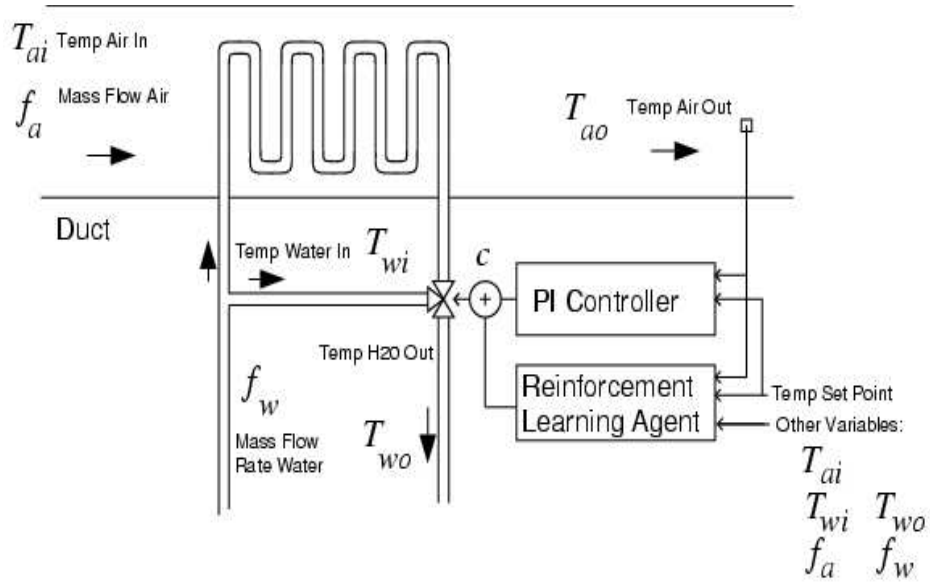 T_ai Temp Air In
f_a Mass Flow Air
T_ao Temp Air Out
Duct
Temp Water In T_wi
c
+
PI Controller
Temp H20 Out
f_w
Mass Flow
Rate Water
T_wo
Reinforcement
Learning Agent
Temp Set Point
Other Variables:
T_ai
T_wi T_wo
f_a f_w